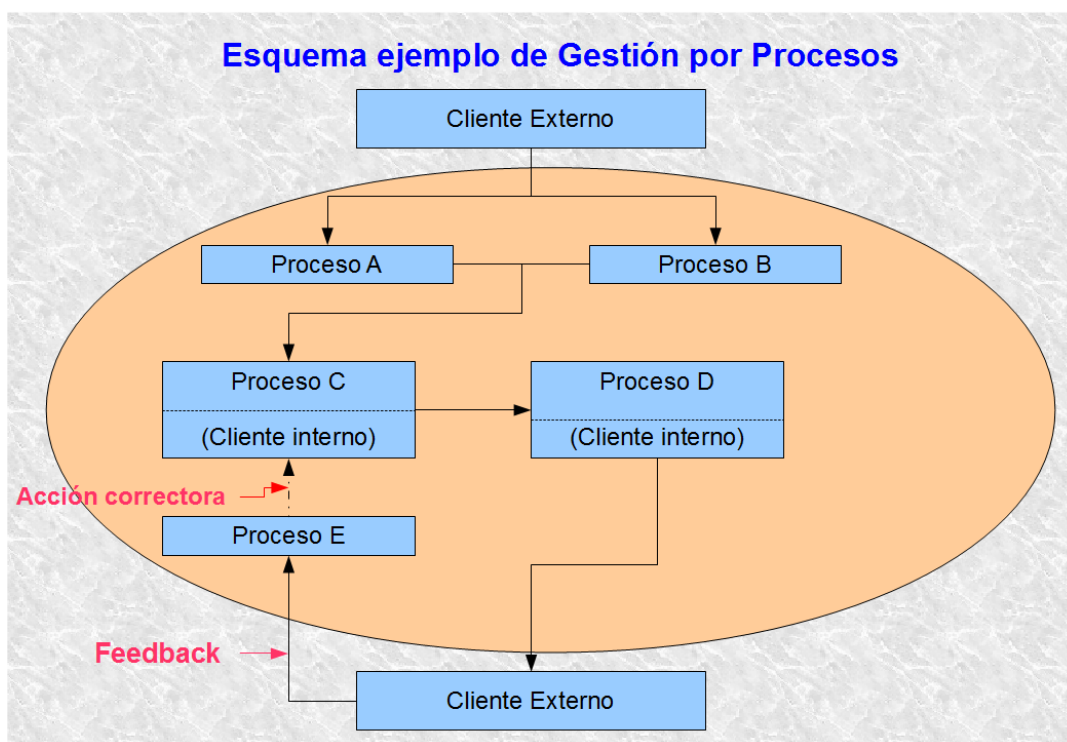 Esquema ejemplo de Gestión por Procesos
Cliente Externo
Proceso A
Proceso B
Proceso C
(Cliente interno)
Proceso D
(Cliente interno)
Acción correctora
Proceso E
Feedback
Cliente Externo